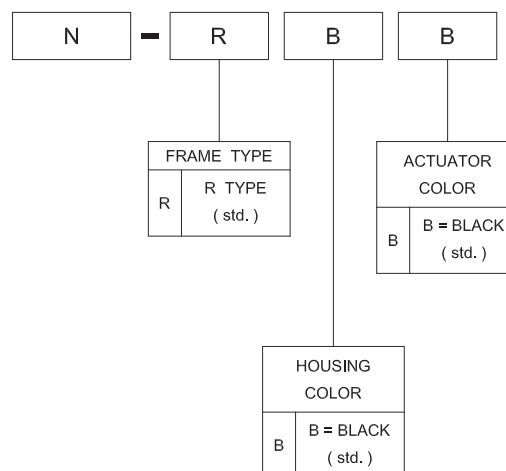 N - R B B
FRAME TYPE
R R TYPE
( std. )
ACTUATOR
COLOR
B B = BLACK
( std. )
HOUSING
COLOR
B B = BLACK
( std. )